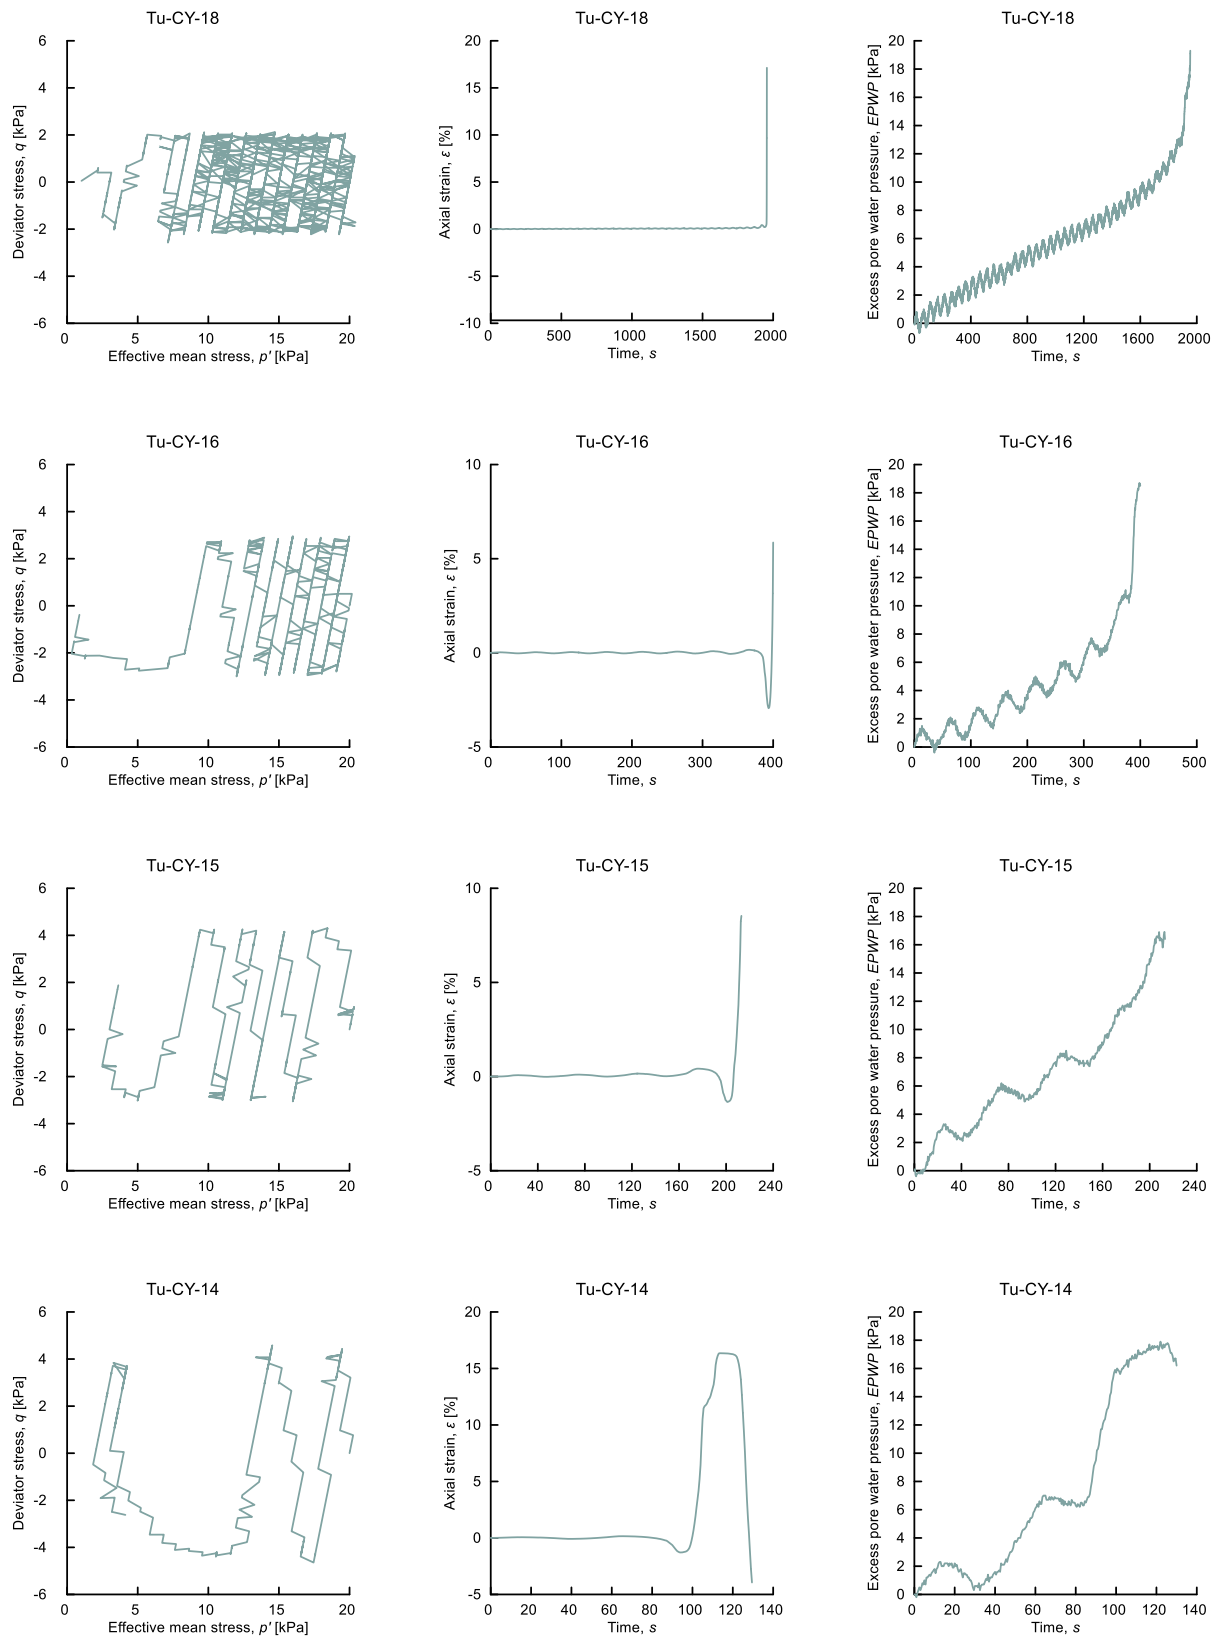 Tu-CY-18
Tu-CY-18
Tu-CY-18
Deviator stress, q [kPa]
6
4
2
0
-2
-4
-6
0 5 10 15 20
Effective mean stress, p' [kPa]
Axial strain, ε [%]
20
15
10
5
0
-5
-10
0 500 1000 1500 2000
Time, s
Excess pore water pressure, EPWP [kPa]
20
18
16
14
12
10
8
6
4
2
0
0 400 800 1200 1600 2000
Time, s
Tu-CY-16
Tu-CY-16
Tu-CY-16
Deviator stress, q [kPa]
6
4
2
0
-2
-4
-6
0 5 10 15 20
Effective mean stress, p' [kPa]
Axial strain, ε [%]
10
5
0
-5
0 100 200 300 400
Time, s
Excess pore water pressure, EPWP [kPa]
20
18
16
14
12
10
8
6
4
2
0
0 100 200 300 400 500
Time, s
Tu-CY-15
Tu-CY-15
Tu-CY-15
Deviator stress, q [kPa]
6
4
2
0
-2
-4
-6
0 5 10 15 20
Effective mean stress, p' [kPa]
Axial strain, ε [%]
10
5
0
-5
0 40 80 120 160 200 240
Time, s
Excess pore water pressure, EPWP [kPa]
20
18
16
14
12
10
8
6
4
2
0
0 40 80 120 160 200 240
Time, s
Tu-CY-14
Tu-CY-14
Tu-CY-14
Deviator stress, q [kPa]
6
4
2
0
-2
-4
-6
0 5 10 15 20
Effective mean stress, p' [kPa]
Axial strain, ε [%]
20
15
10
5
0
-5
0 20 40 60 80 100 120 140
Time, s
Excess pore water pressure, EPWP [kPa]
20
18
16
14
12
10
8
6
4
2
0
0 20 40 60 80 100 120 140
Time, s